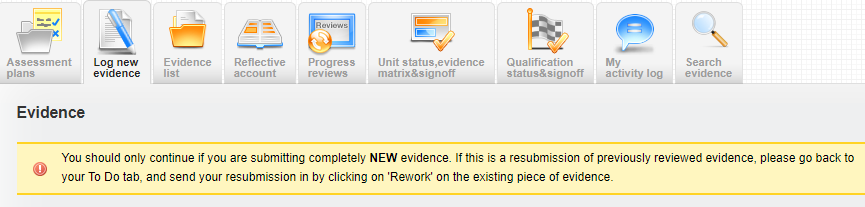 Assessment plans
Log new evidence
Evidence list
Reflective account
Reviews
Progress reviews
Unit status,evidence matrix&signoff
Qualification status&signoff
My activity log
Search evidence
Evidence
You should only continue if you are submitting completely NEW evidence. If this is a resubmission of previously reviewed evidence, please go back to
your To Do tab, and send your resubmission in by clicking on 'Rework' on the existing piece of evidence.